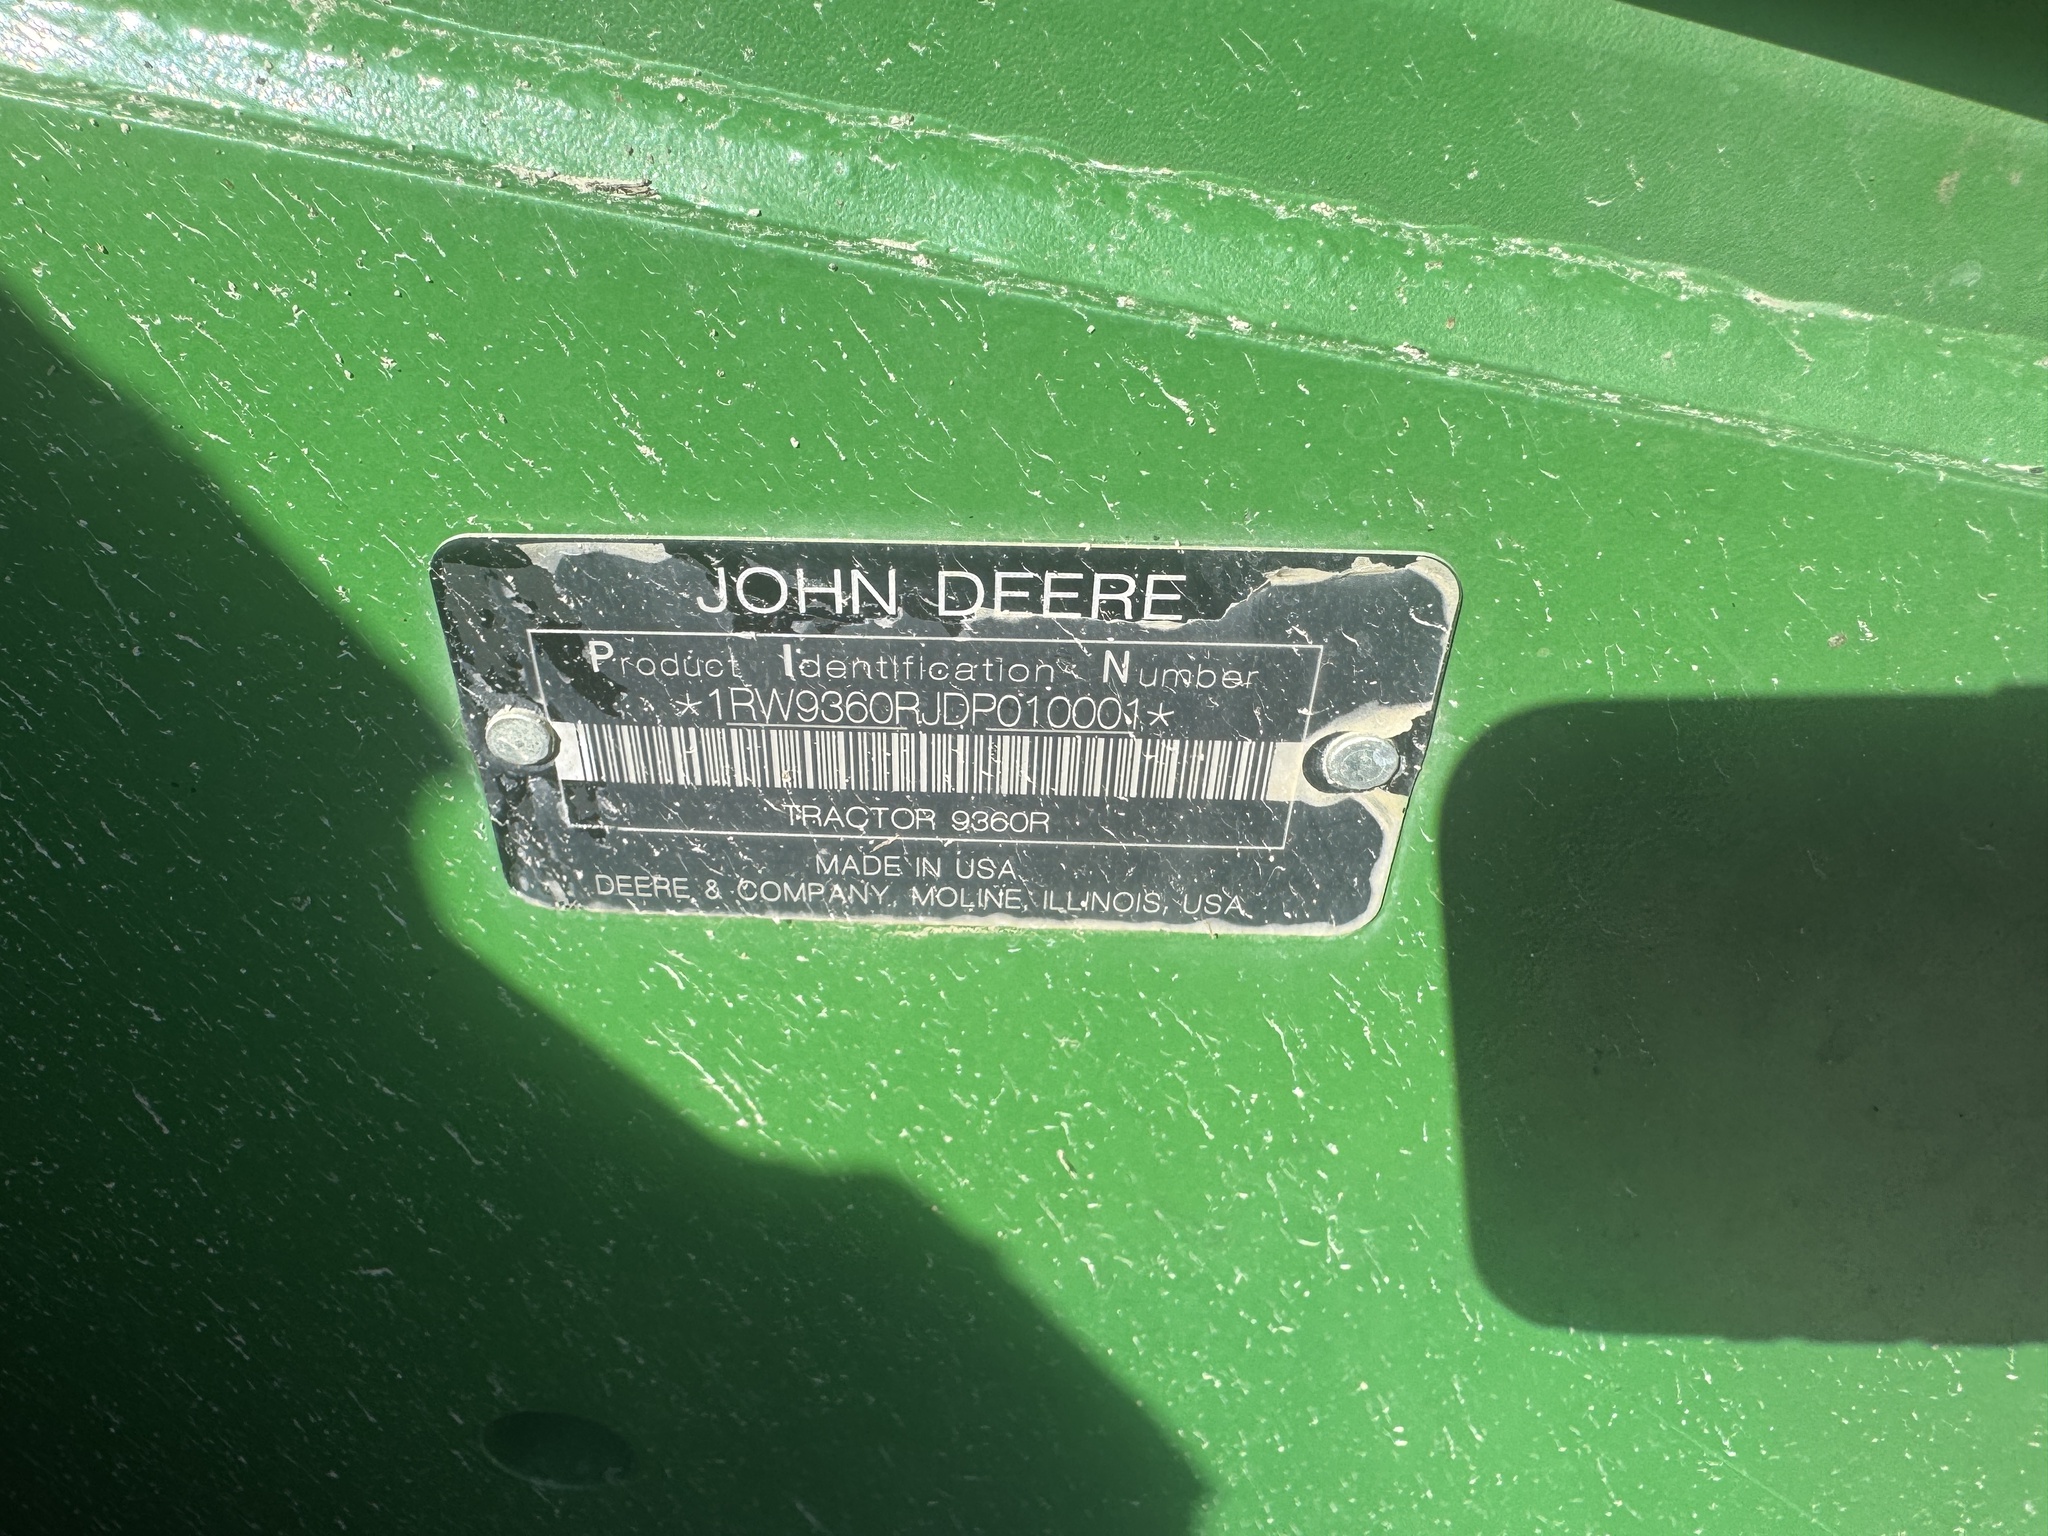 JOHN DEERE
Product Identification Number
*1RW9360RJDP010001*
TRACTOR 9360R
MADE IN USA
DEERE & COMPANY, MOLINE, ILLINOIS, USA